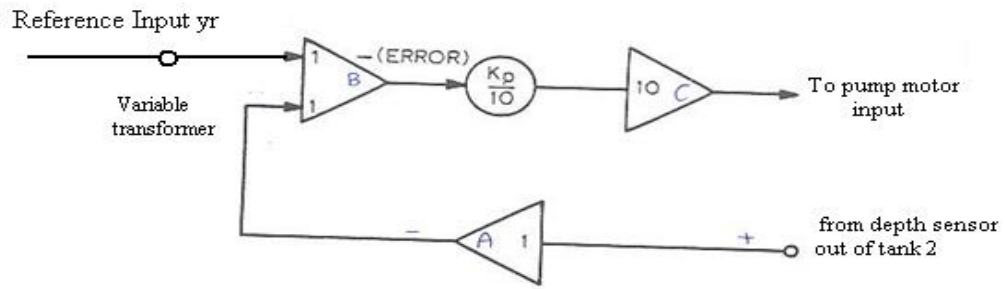 Reference Input yr
1
B
1
-(ERROR)
Kp
10
10
C
To pump motor
input
Variable
transformer
-
A
1
+
from depth sensor
out of tank 2